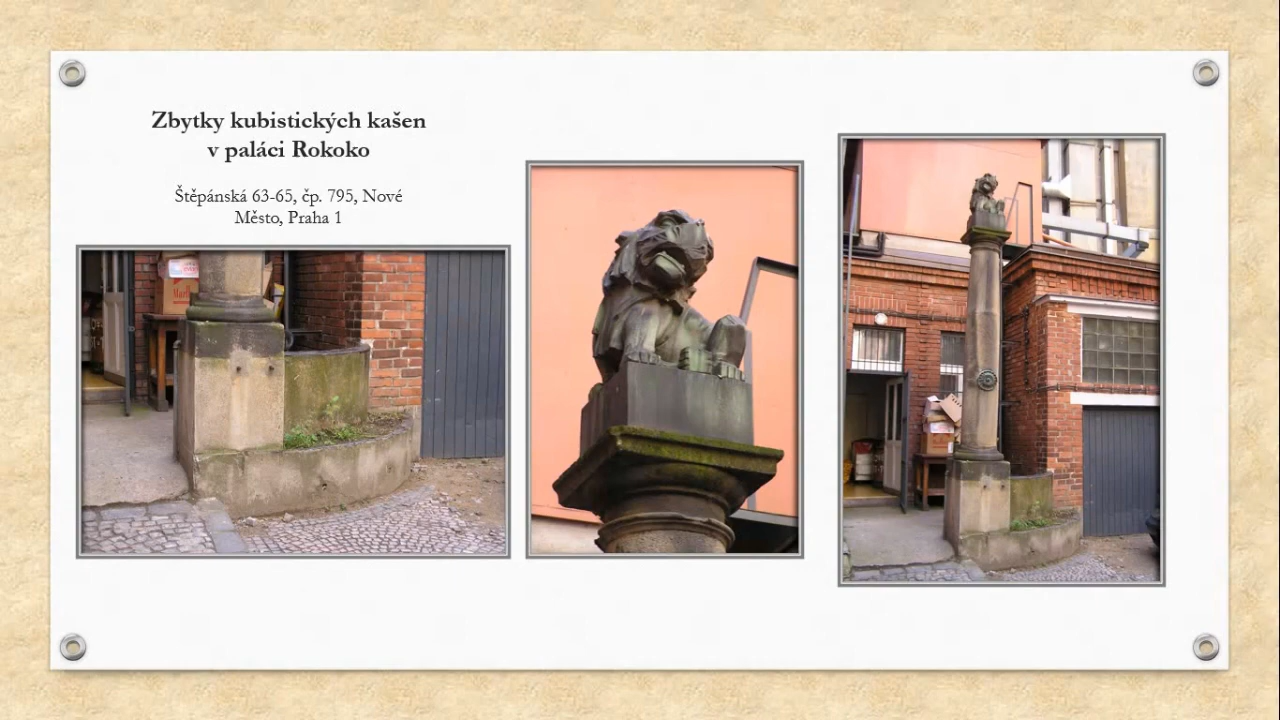 Zbytky kubistických kašen
v paláci Rokoko
Štěpánská 63-65, čp. 795, Nové
Město, Praha 1